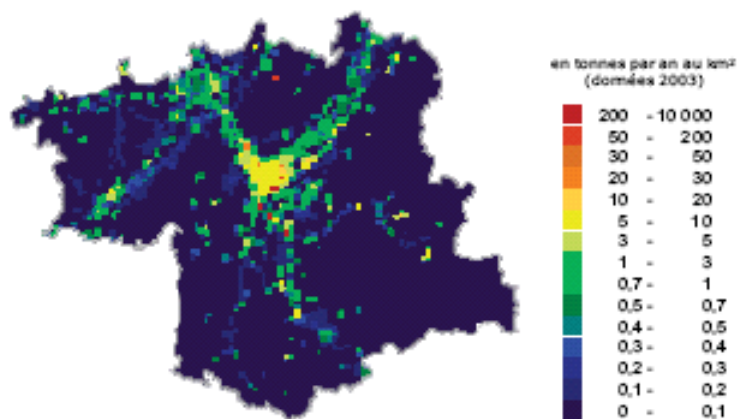 en tonnes par an au km²
(données 2003)
200 - 10 000
50 - 200
30 - 50
20 - 30
10 - 20
5 - 10
3 - 5
1 - 3
0,7 - 1
0,5 - 0,7
0,4 - 0,5
0,3 - 0,4
0,2 - 0,3
0,1 - 0,2
0 - 0,1